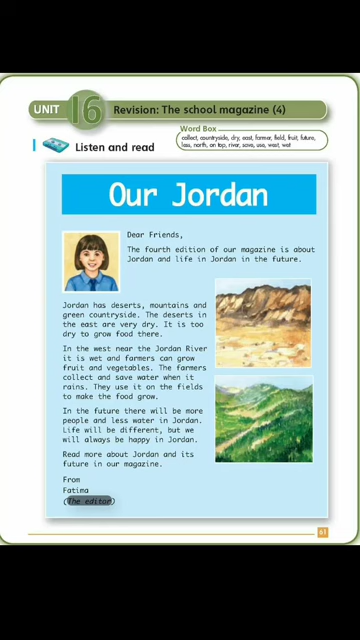 UNIT 16 Revision: The school magazine (4)
Word Box
collect, countryside, dry, east, farmer, field, fruit, future,
less, north, on top, river, save, use, west, wet
1 Listen and read
Our Jordan
Dear Friends,
The fourth edition of our magazine is about
Jordan and life in Jordan in the future.
Jordan has deserts, mountains and
green countryside. The deserts in
the east are very dry. It is too
dry to grow food there.
In the west near the Jordan River
it is wet and farmers can grow
fruit and vegetables. The farmers
collect and save water when it
rains. They use it on the fields
to make the food grow.
In the future there will be more
people and less water in Jordan.
Life will be different, but we
will always be happy in Jordan.
Read more about Jordan and its
future in our magazine.
From
Fatima
(The editor)
61